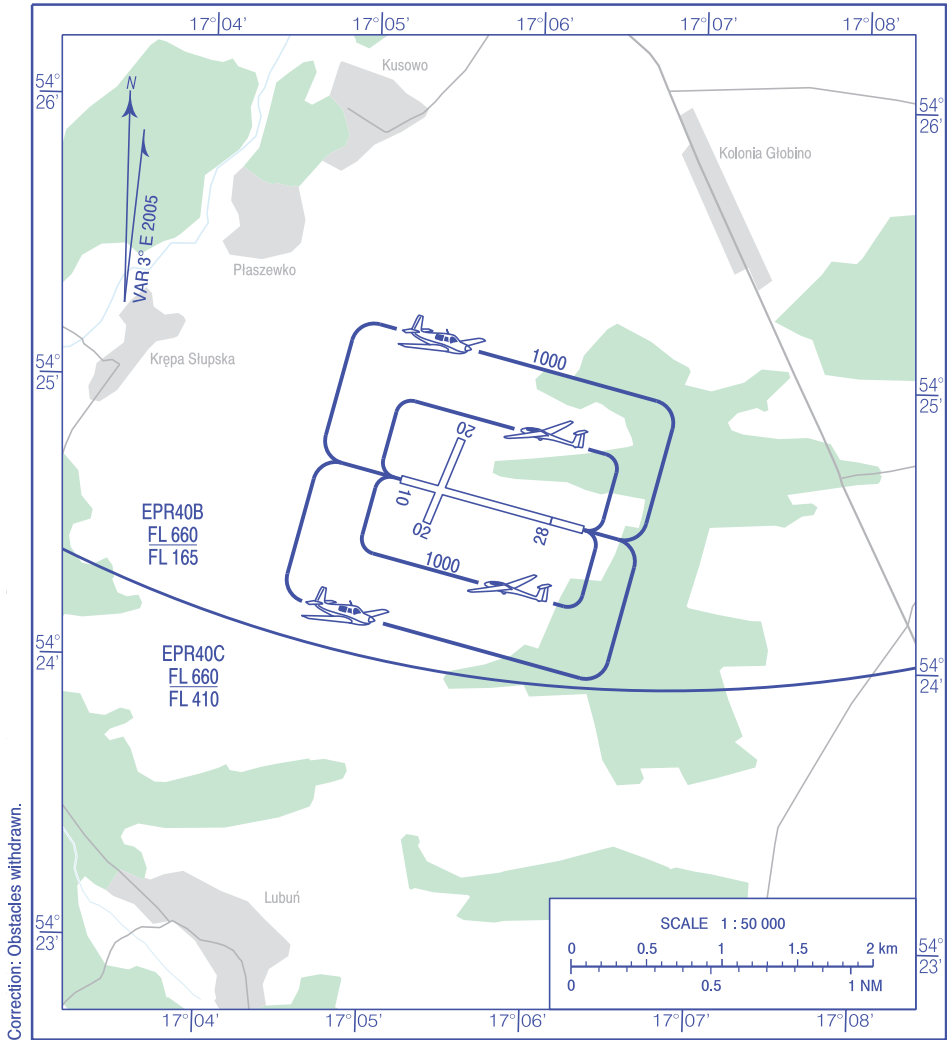 17°04' 17°05' 17°06' 17°07' 17°08'
54°
26'
54°
26'
N
VAR 3° E 2005
Kusowo
Kolonia Głobino
Płaszewko
Krępa Słupska
54°
25'
54°
25'
1000
20
10
02
28
1000
EPR40B
FL 660
FL 165
EPR40C
FL 660
FL 410
54°
24'
54°
24'
Lubuń
54°
23'
54°
23'
SCALE 1 : 50 000
0 0.5 1 1.5 2 km
0 0.5 1 NM
17°04' 17°05' 17°06' 17°07' 17°08'
Correction: Obstacles withdrawn.